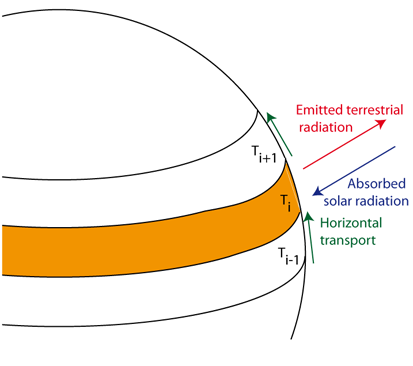 Emitted terrestrial
radiation
T i+1
Absorbed
solar radiation
T i
Horizontal
transport
T i-1